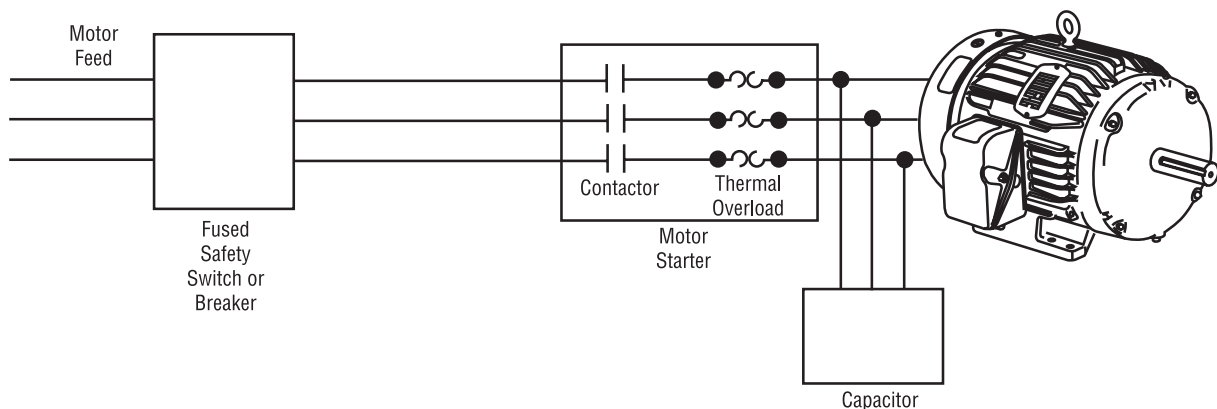 Motor
Feed
Contactor
Thermal
Overload
Fused
Safety
Switch or
Breaker
Motor
Starter
Capacitor